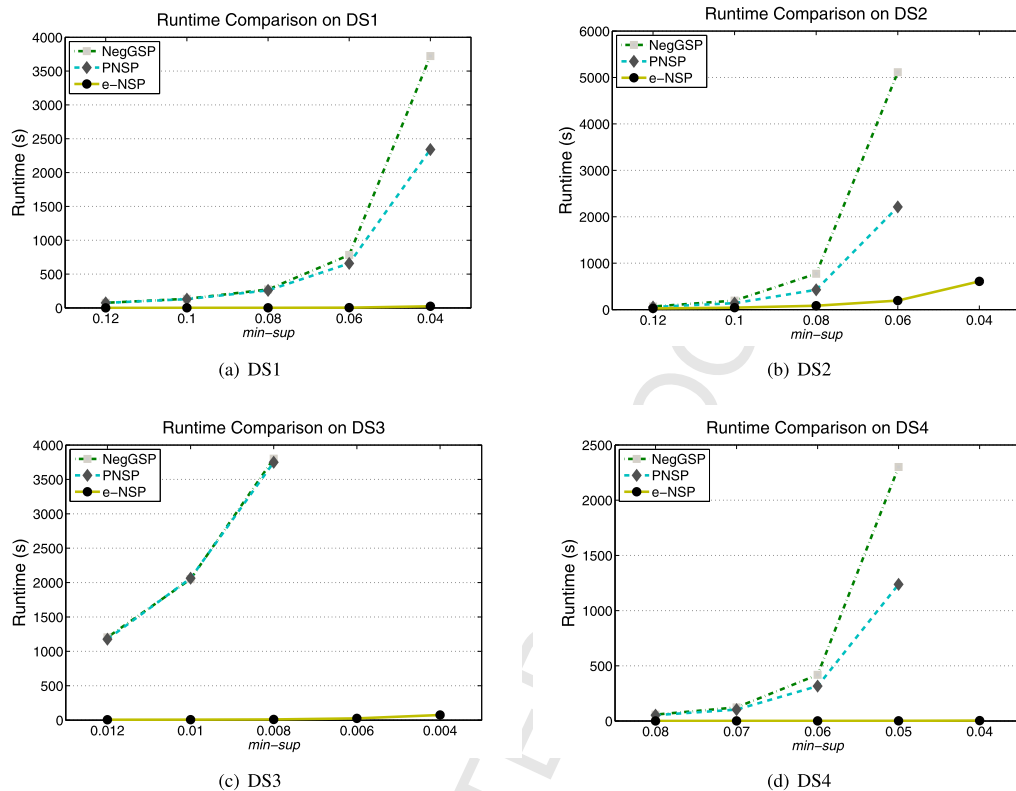 Runtime Comparison on DS1
4000
3500
3000
2500
2000
1500
1000
500
0
Runtime (s)
NegGSP
PNSP
e-NSP
0.12 0.1 0.08 0.06 0.04
min-sup
(a) DS1
Runtime Comparison on DS2
6000
5000
4000
3000
2000
1000
0
Runtime (s)
NegGSP
PNSP
e-NSP
0.12 0.1 0.08 0.06 0.04
min-sup
(b) DS2
Runtime Comparison on DS3
4000
3500
3000
2500
2000
1500
1000
500
0
Runtime (s)
NegGSP
PNSP
e-NSP
0.012 0.01 0.008 0.006 0.004
min-sup
(c) DS3
Runtime Comparison on DS4
2500
2000
1500
1000
500
0
Runtime (s)
NegGSP
PNSP
e-NSP
0.08 0.07 0.06 0.05 0.04
min-sup
(d) DS4